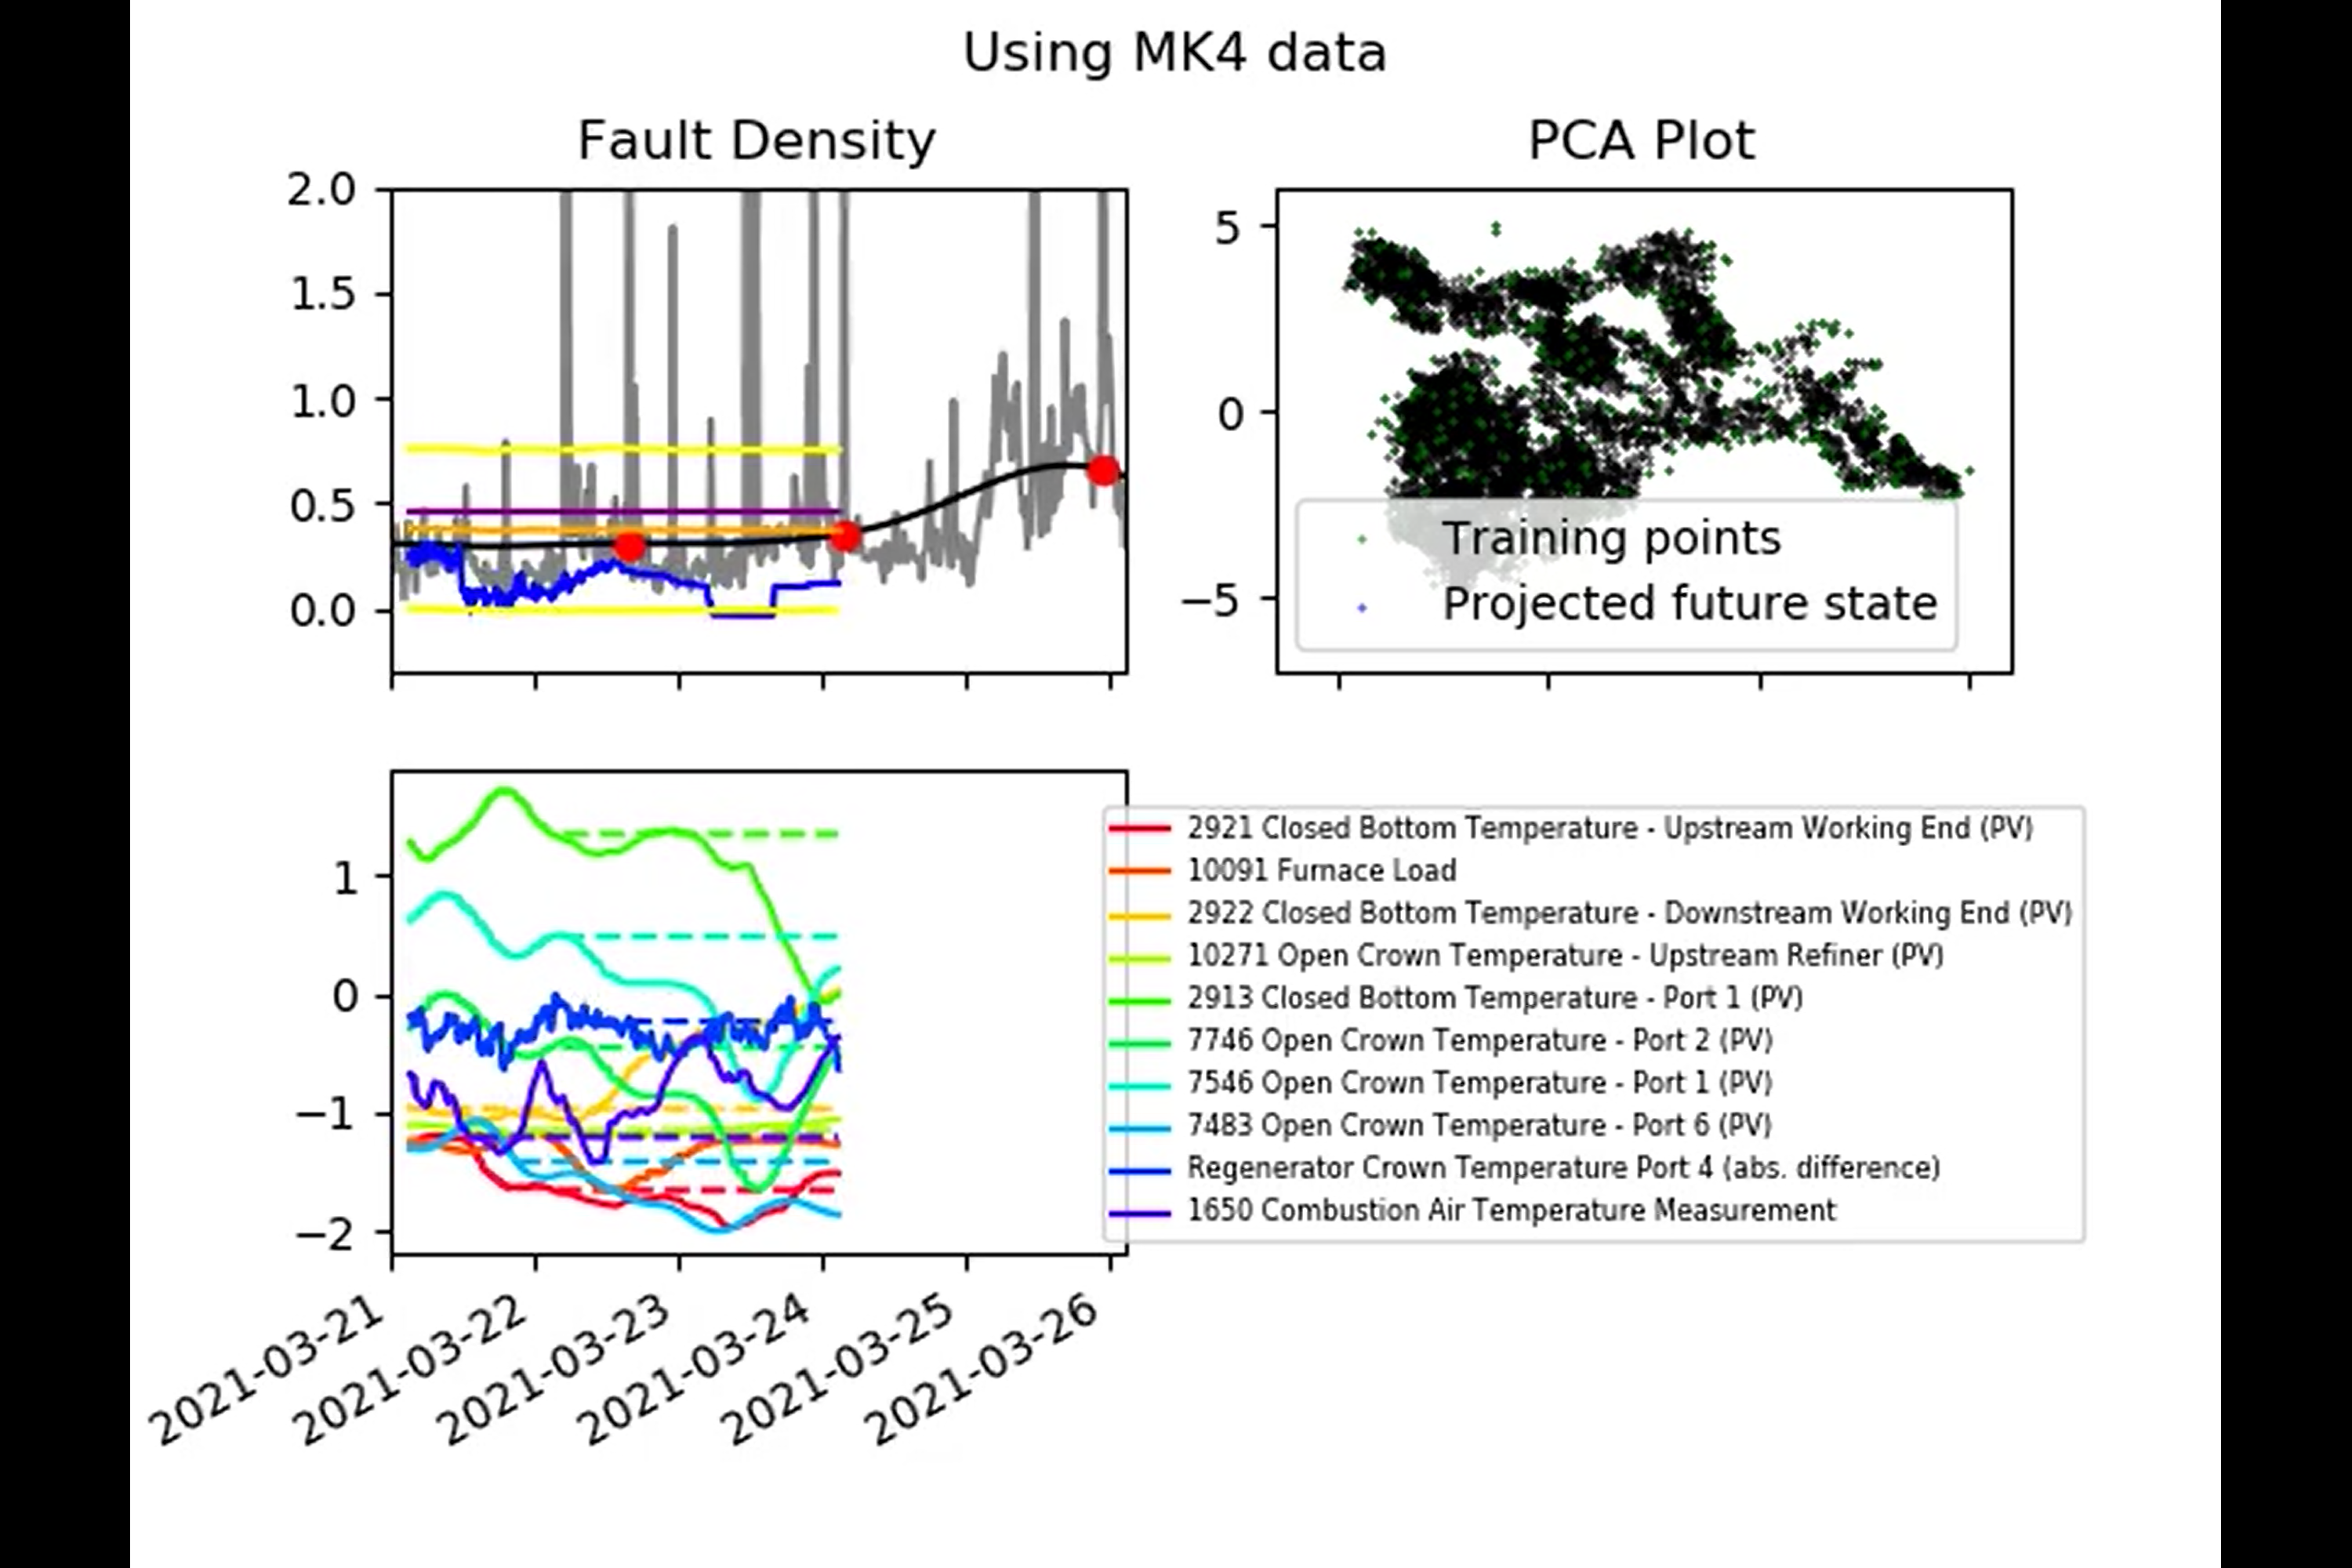 Using MK4 data
Fault Density
PCA Plot
2.0
1.5
1.0
0.5
0.0
5
0
−5
Training points
Projected future state
1
0
−1
−2
2921 Closed Bottom Temperature - Upstream Working End (PV)
10091 Furnace Load
2922 Closed Bottom Temperature - Downstream Working End (PV)
10271 Open Crown Temperature - Upstream Refiner (PV)
2913 Closed Bottom Temperature - Port 1 (PV)
7746 Open Crown Temperature - Port 2 (PV)
7546 Open Crown Temperature - Port 1 (PV)
7483 Open Crown Temperature - Port 6 (PV)
Regenerator Crown Temperature Port 4 (abs. difference)
1650 Combustion Air Temperature Measurement
2021-03-21
2021-03-22
2021-03-23
2021-03-24
2021-03-25
2021-03-26